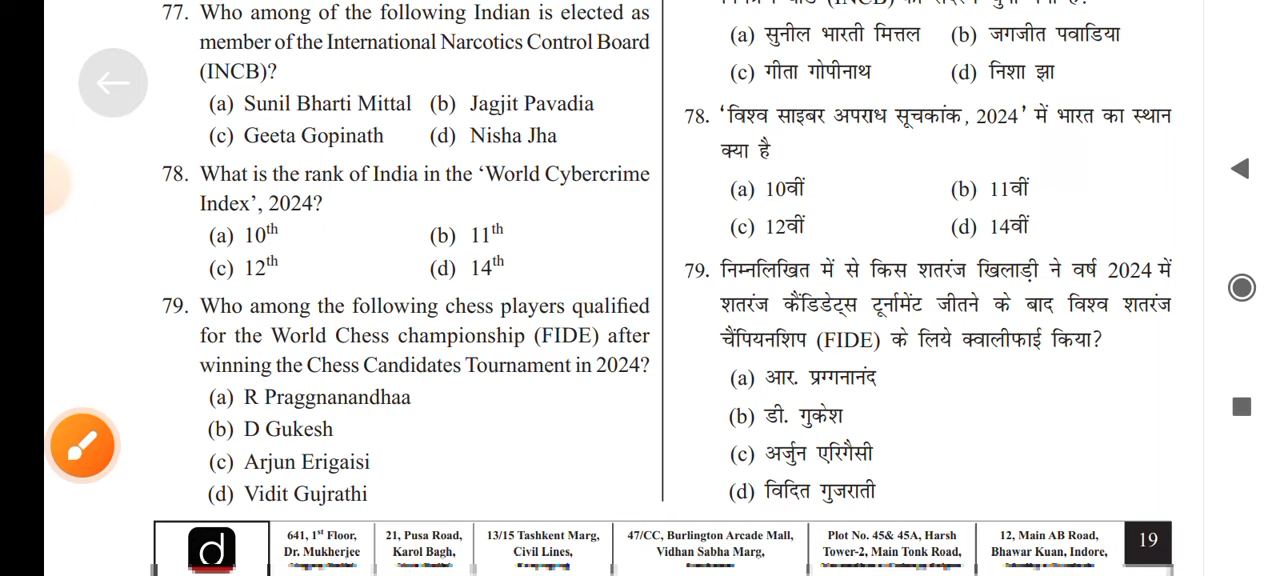 77. Who among of the following Indian is elected as
member of the International Narcotics Control Board
(INCB)?
(a) Sunil Bharti Mittal (b) Jagjit Pavadia
(c) Geeta Gopinath (d) Nisha Jha
78. What is the rank of India in the ‘World Cybercrime
Index’, 2024?
(a) 10th (b) 11th
(c) 12th (d) 14th
79. Who among the following chess players qualified
for the World Chess championship (FIDE) after
winning the Chess Candidates Tournament in 2024?
(a) R Praggnanandhaa
(b) D Gukesh
(c) Arjun Erigaisi
(d) Vidit Gujrathi
(a) सुनील भारती मित्तल (b) जगजीत पवाडिया
(c) गीता गोपीनाथ (d) निशा झा
78. ‘विश्व साइबर अपराध सूचकांक, 2024’ में भारत का स्थान
क्या है
(a) 10वीं (b) 11वीं
(c) 12वीं (d) 14वीं
79. निम्नलिखित में से किस शतरंज खिलाड़ी ने वर्ष 2024 में
शतरंज कैंडिडेट्स टूर्नामेंट जीतने के बाद विश्व शतरंज
चैंपियनशिप (FIDE) के लिये क्वालीफाई किया?
(a) आर. प्रग्गनानंद
(b) डी. गुकेश
(c) अर्जुन एरिगैसी
(d) विदित गुजराती
d
641, 1st Floor,
Dr. Mukherjee
21, Pusa Road,
Karol Bagh,
13/15 Tashkent Marg,
Civil Lines,
47/CC, Burlington Arcade Mall,
Vidhan Sabha Marg,
Plot No. 45& 45A, Harsh
Tower-2, Main Tonk Road,
12, Main AB Road,
Bhawar Kuan, Indore,
19